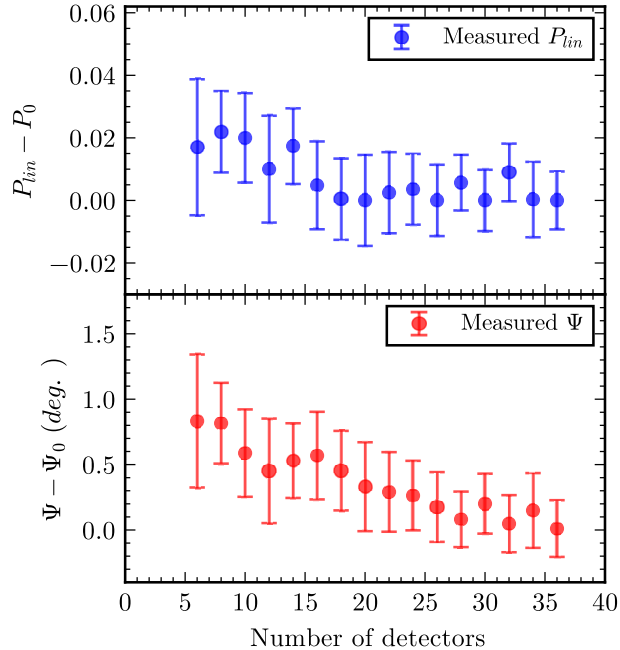 0.06
0.04
0.02
0.00
−0.02
P_lin − P_0
Measured P_lin
1.5
1.0
0.5
0.0
Ψ − Ψ_0 (deg. )
Measured Ψ
0 5 10 15 20 25 30 35 40
Number of detectors